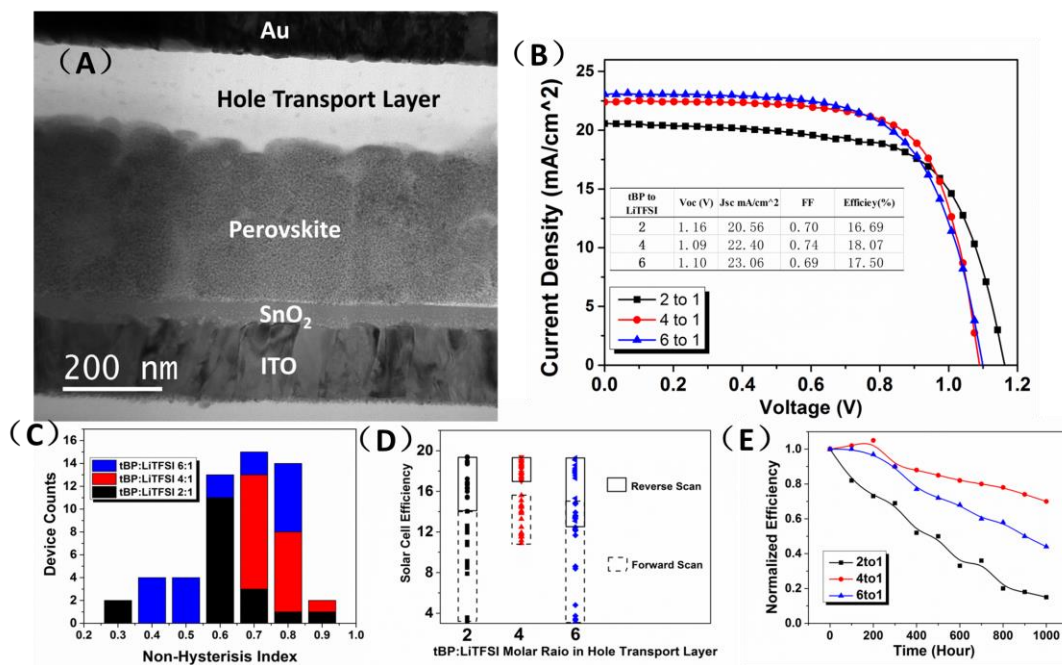 (A)
Au
Hole Transport Layer
Perovskite
SnO₂
ITO
200 nm
(B)
Current Density (mA/cm^2)
25
20
15
10
5
0
tBP to LiTFSI Voc (V) Jsc mA/cm^2 FF Efficiey(%)
2 1.16 20.56 0.70 16.69
4 1.09 22.40 0.74 18.07
6 1.10 23.06 0.69 17.50
2 to 1
4 to 1
6 to 1
0.0 0.2 0.4 0.6 0.8 1.0 1.2
Voltage (V)
(C)
Device Counts
16
14
12
10
8
6
4
2
0
tBP:LiTFSI 6:1
tBP:LiTFSI 4:1
tBP:LiTFSI 2:1
0.2 0.3 0.4 0.5 0.6 0.7 0.8 0.9 1.0
Non-Hysterisis Index
(D)
Solar Cell Efficiency
20
16
12
8
4
Reverse Scan
Forward Scan
2 4 6
tBP:LiTFSI Molar Raio in Hole Transport Layer
(E)
Normalized Efficiency
1.0
0.8
0.6
0.4
0.2
0.0
2to1
4to1
6to1
0 200 400 600 800 1000
Time (Hour)